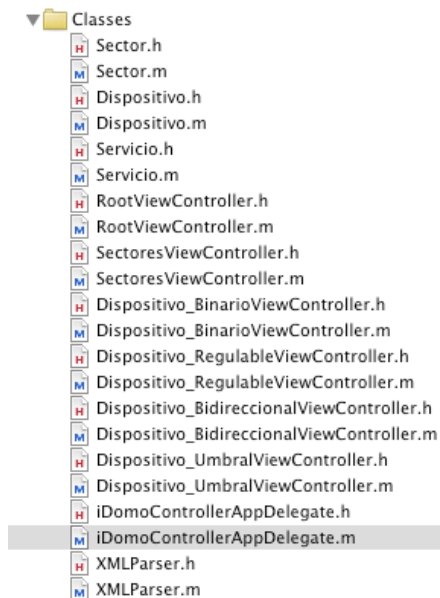 Classes
H Sector.h
M Sector.m
H Dispositivo.h
M Dispositivo.m
H Servicio.h
M Servicio.m
H RootViewController.h
M RootViewController.m
H SectoresViewController.h
M SectoresViewController.m
H Dispositivo_BinarioViewController.h
M Dispositivo_BinarioViewController.m
H Dispositivo_RegulableViewController.h
M Dispositivo_RegulableViewController.m
H Dispositivo_BidireccionalViewController.h
M Dispositivo_BidireccionalViewController.m
H Dispositivo_UmbralViewController.h
M Dispositivo_UmbralViewController.m
H iDomoControllerAppDelegate.h
M iDomoControllerAppDelegate.m
H XMLParser.h
M XMLParser.m